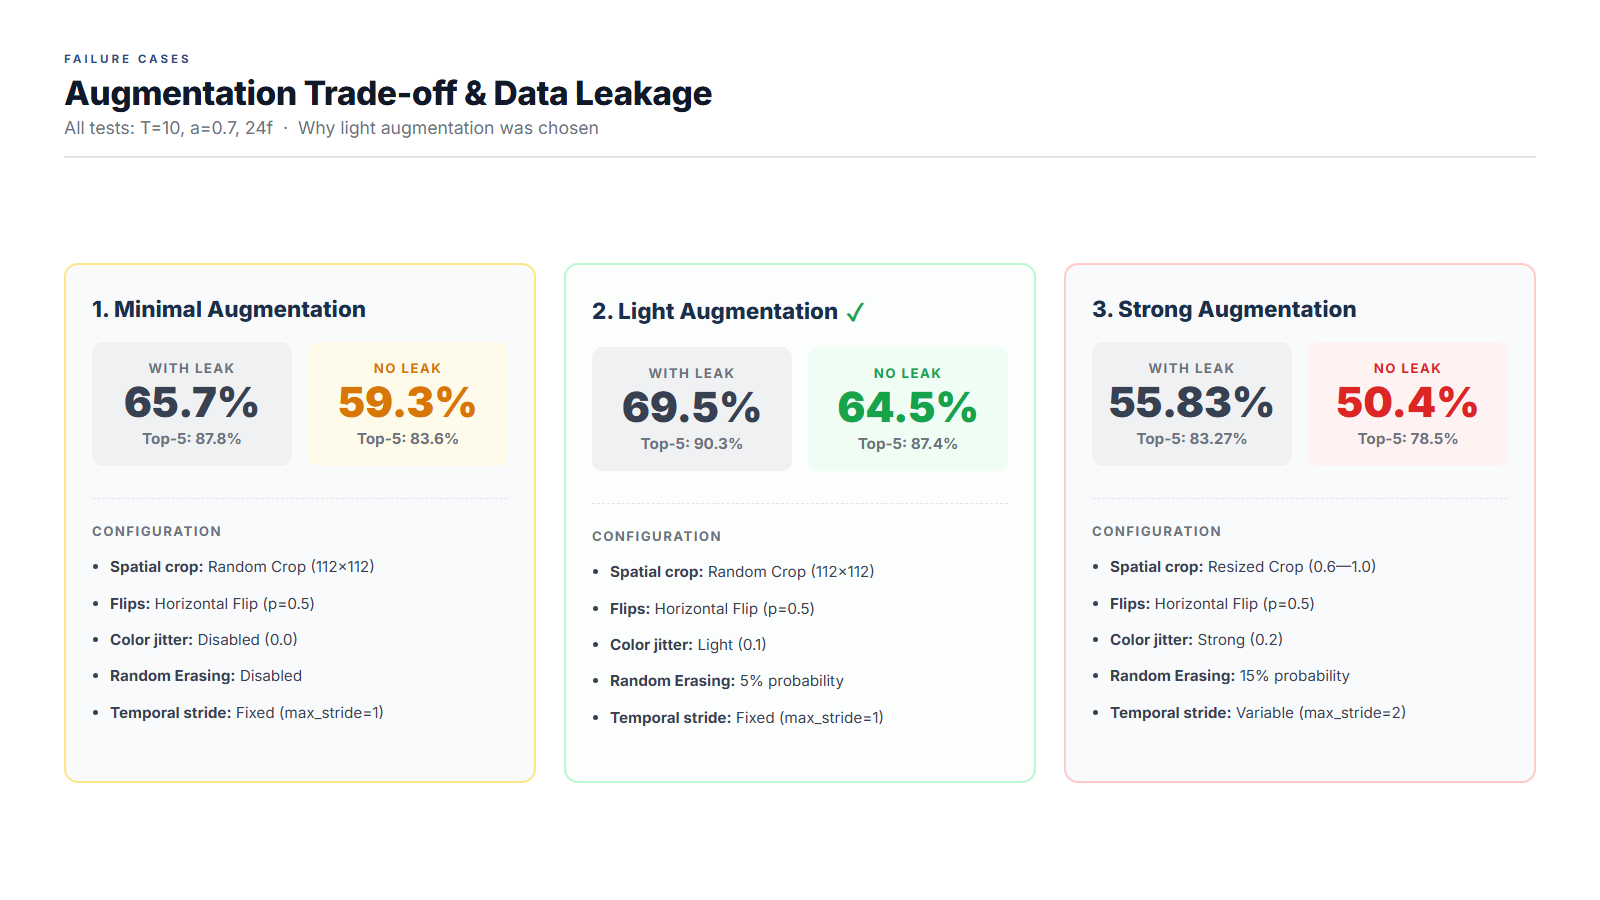 FAILURE CASES
Augmentation Trade-off & Data Leakage
All tests: T=10, a=0.7, 24f · Why light augmentation was chosen
1. Minimal Augmentation
WITH LEAK
65.7%
Top-5: 87.8%
NO LEAK
59.3%
Top-5: 83.6%
CONFIGURATION
• Spatial crop: Random Crop (112×112)
• Flips: Horizontal Flip (p=0.5)
• Color jitter: Disabled (0.0)
• Random Erasing: Disabled
• Temporal stride: Fixed (max_stride=1)
2. Light Augmentation ✓
WITH LEAK
69.5%
Top-5: 90.3%
NO LEAK
64.5%
Top-5: 87.4%
CONFIGURATION
• Spatial crop: Random Crop (112×112)
• Flips: Horizontal Flip (p=0.5)
• Color jitter: Light (0.1)
• Random Erasing: 5% probability
• Temporal stride: Fixed (max_stride=1)
3. Strong Augmentation
WITH LEAK
55.83%
Top-5: 83.27%
NO LEAK
50.4%
Top-5: 78.5%
CONFIGURATION
• Spatial crop: Resized Crop (0.6—1.0)
• Flips: Horizontal Flip (p=0.5)
• Color jitter: Strong (0.2)
• Random Erasing: 15% probability
• Temporal stride: Variable (max_stride=2)